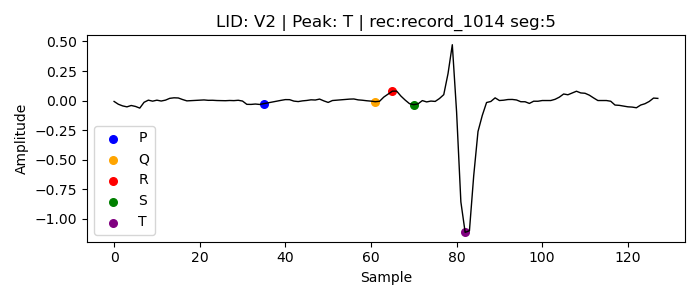 LID: V2 | Peak: T | rec:record_1014 seg:5
Amplitude
0.50
0.25
0.00
−0.25
−0.50
−0.75
−1.00
P
Q
R
S
T
0 20 40 60 80 100 120
Sample